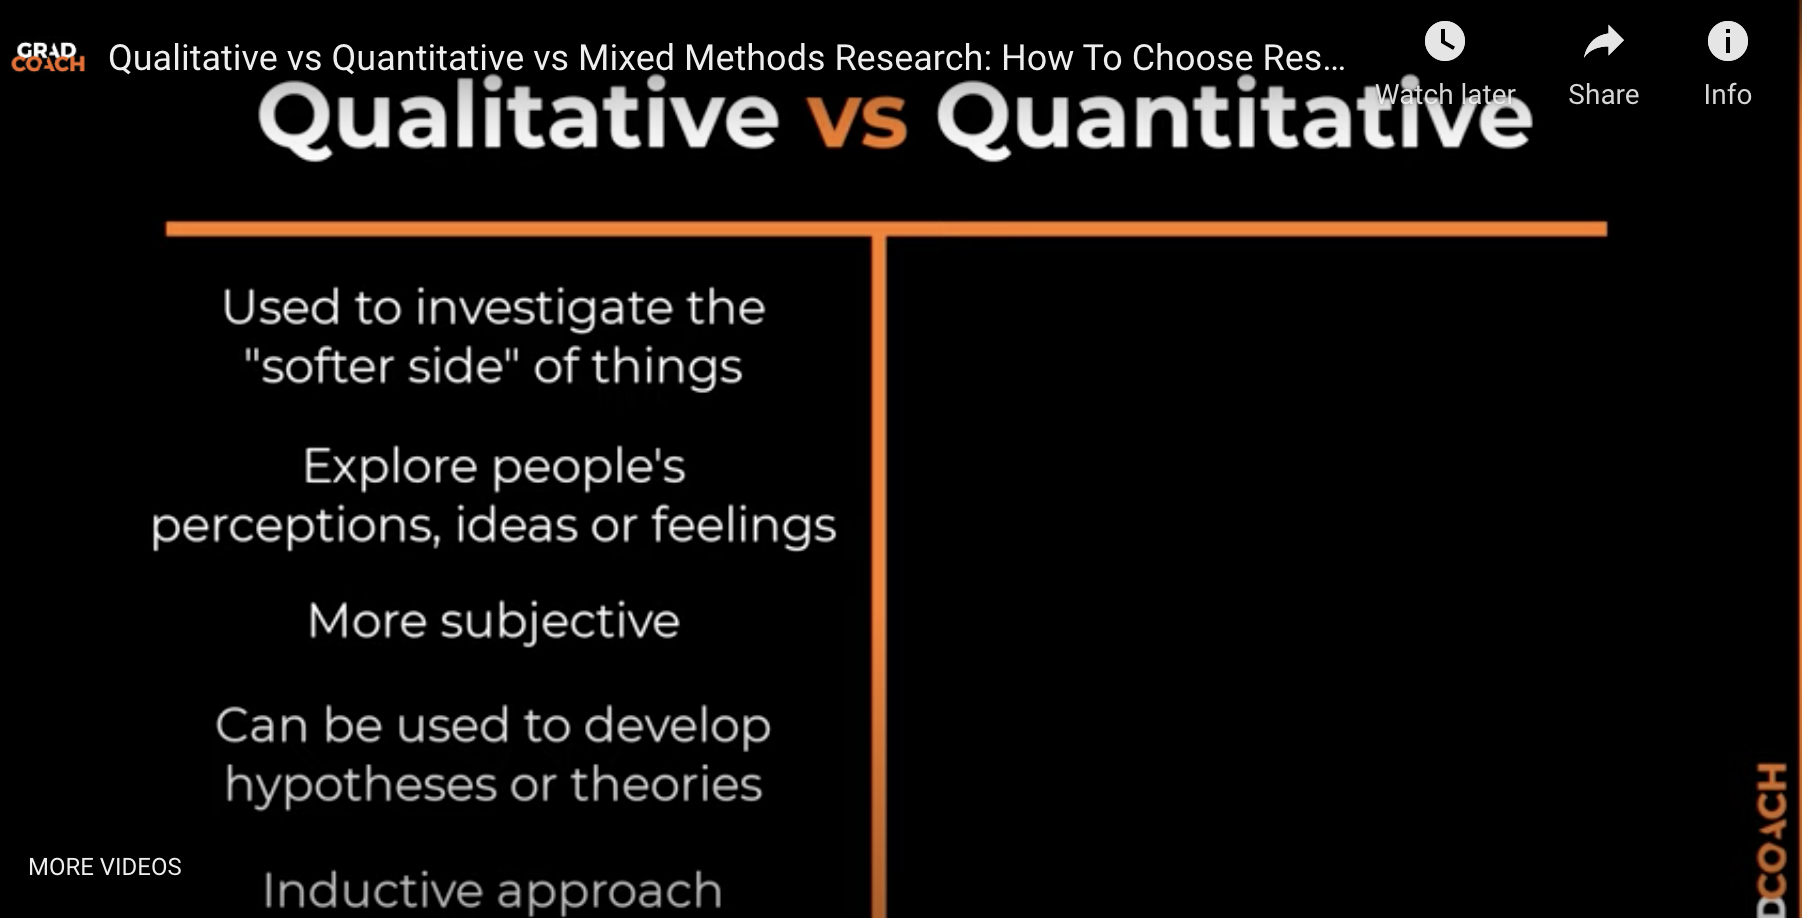 GRAD
COACH
Qualitative vs Quantitative vs Mixed Methods Research: How To Choose Res...
Watch later
Share
Info
Qualitative vs Quantitative
Used to investigate the
"softer side" of things
Explore people's
perceptions, ideas or feelings
More subjective
Can be used to develop
hypotheses or theories
Inductive approach
MORE VIDEOS
DCOACH